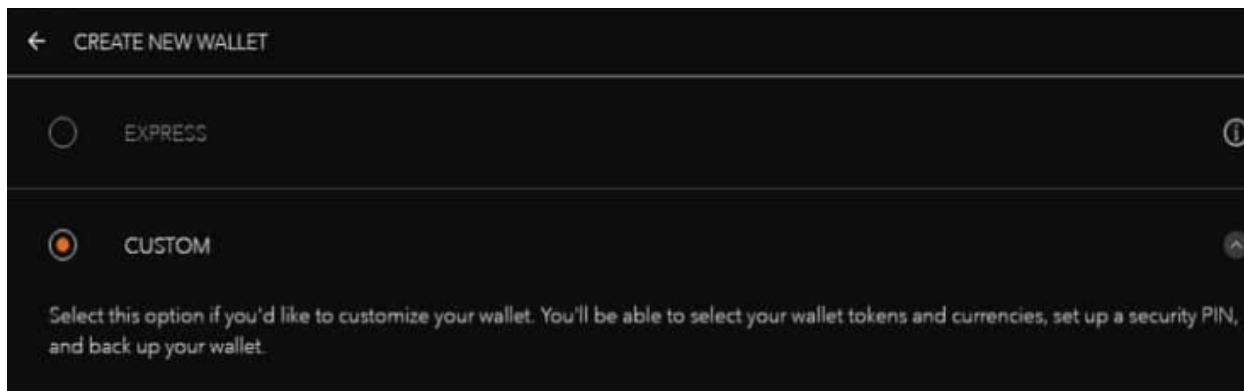 CREATE NEW WALLET
EXPRESS
CUSTOM
Select this option if you'd like to customize your wallet. You'll be able to select your wallet tokens and currencies, set up a security PIN,
and back up your wallet.